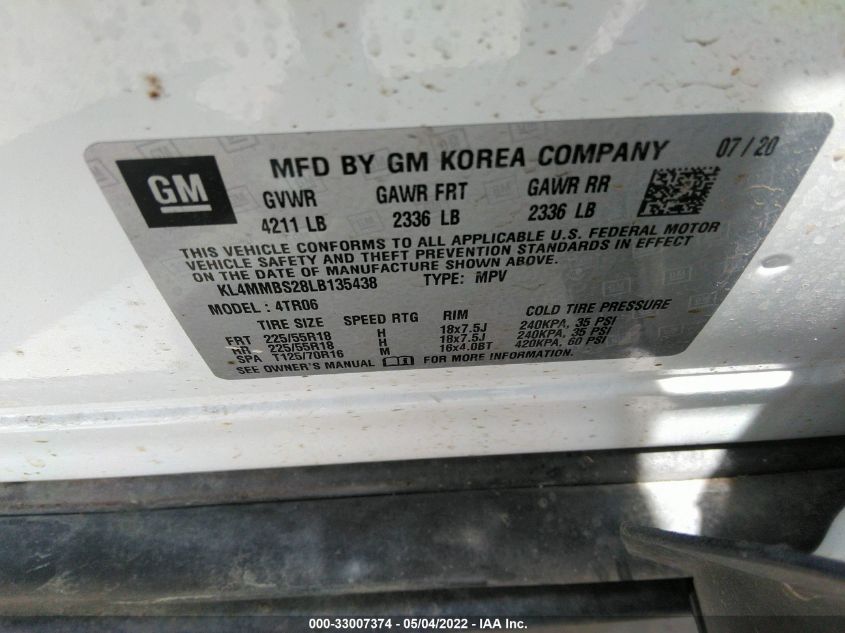 GM
MFD BY GM KOREA COMPANY 07/20
GVWR GAWR FRT GAWR RR
4211 LB 2336 LB 2336 LB
THIS VEHICLE CONFORMS TO ALL APPLICABLE U.S. FEDERAL MOTOR
VEHICLE SAFETY AND THEFT PREVENTION STANDARDS IN EFFECT
ON THE DATE OF MANUFACTURE SHOWN ABOVE.
KL4MMBS28LB135438 TYPE: MPV
MODEL: 4TR06
TIRE SIZE SPEED RTG RIM COLD TIRE PRESSURE
FRT 225/55R18 H 18x7.5J 240KPA, 35 PSI
RR 225/55R18 H 18x7.5J 240KPA, 35 PSI
SPA T125/70R16 M 16x4.0BT 420KPA, 60 PSI
SEE OWNER'S MANUAL FOR MORE INFORMATION.
000-33007374 - 05/04/2022 - IAA Inc.